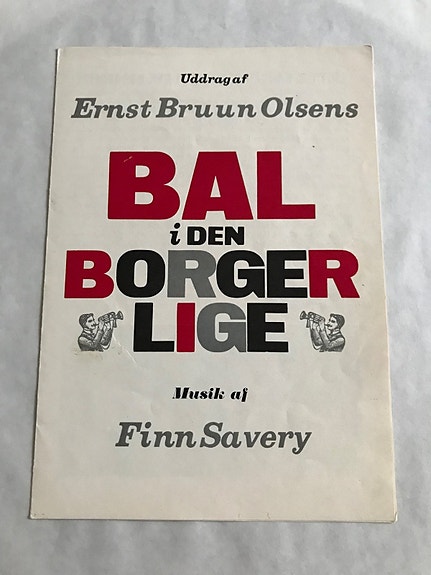 Uddrag af
Ernst Bruun Olsens
BAL
i DEN
BORGER
LIGE
Musik af
Finn Savery